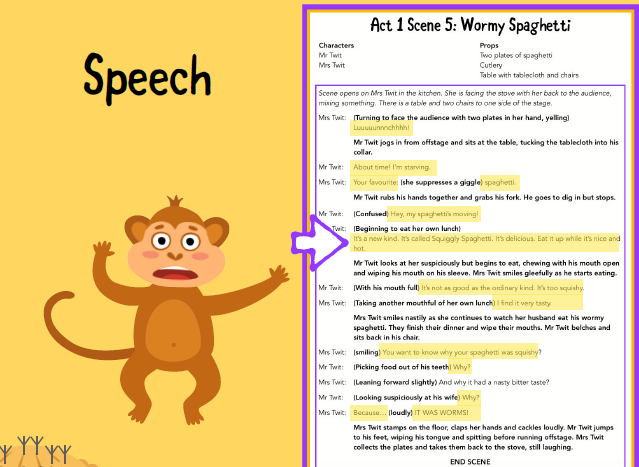 Speech
Act 1 Scene 5: Wormy Spaghetti
Characters
Mr Twit
Mrs Twit
Props
Two plates of spaghetti
Cutlery
Table with tablecloth and chairs
Scene opens on Mrs Twit in the kitchen. She is facing the stove with her back to the audience,
mixing something. There is a table and two chairs to one side of the stage.
Mrs Twit: (Turning to face the audience with two plates in her hand, yelling)
Luuuuunnnchhhh!
Mr Twit jogs in from offstage and sits at the table, tucking the tablecloth into his
collar.
Mr Twit: About time! I'm starving.
Mrs Twit: Your favourite: (she suppresses a giggle) spaghetti.
Mr Twit rubs his hands together and grabs his fork. He goes to dig in but stops.
Mr Twit: (Confused) Hey, my spaghetti's moving!
Twit: (Beginning to eat her own lunch)
It's a new kind. It's called Squiggly Spaghetti. It's delicious. Eat it up while it's nice and
hot.
Mr Twit looks at her suspiciously but begins to eat, chewing with his mouth open
and wiping his mouth on his sleeve. Mrs Twit smiles gleefully as he starts eating.
Mr Twit: (With his mouth full) It's not as good as the ordinary kind. It's too squishy.
Mrs Twit: (Taking another mouthful of her own lunch) I find it very tasty.
Mr Twit smiles nastily as she continues to watch her husband eat his wormy
spaghetti. They finish their dinner and wipe their mouths. Mr Twit belches and
sits back in his chair.
Mrs Twit: (smiling) You want to know why your spaghetti was squishy?
Mr Twit: (Picking food out of his teeth) Why?
Mrs Twit: (Leaning forward slightly) And why it had a nasty bitter taste?
Mr Twit: (Looking suspiciously at his wife) Why?
Mrs Twit: Because... (loudly) IT WAS WORMS!
Mrs Twit stamps on the floor, claps her hands and cackles loudly. Mr Twit jumps
to his feet, wiping his tongue and spitting before running offstage. Mrs Twit
collects the plates and takes them back to the stove, still laughing.
END SCENE